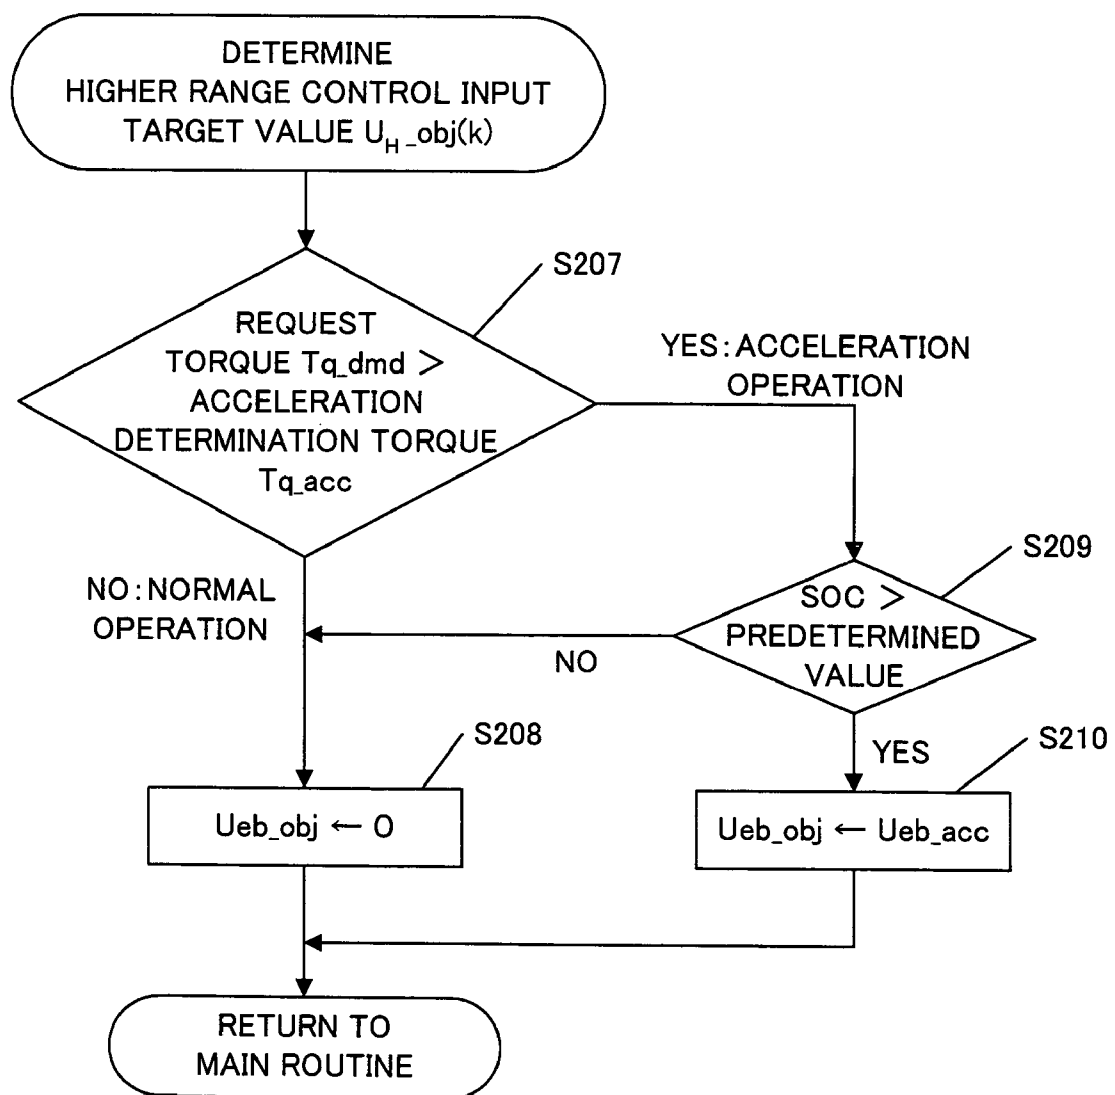 DETERMINE
HIGHER RANGE CONTROL INPUT
TARGET VALUE U_H_obj(k)
S207
REQUEST
TORQUE Tq_dmd >
ACCELERATION
DETERMINATION TORQUE
Tq_acc
YES:ACCELERATION
OPERATION
NO:NORMAL
OPERATION
S209
SOC >
PREDETERMINED
VALUE
NO
YES
S208
Ueb_obj ← 0
S210
Ueb_obj ← Ueb_acc
RETURN TO
MAIN ROUTINE